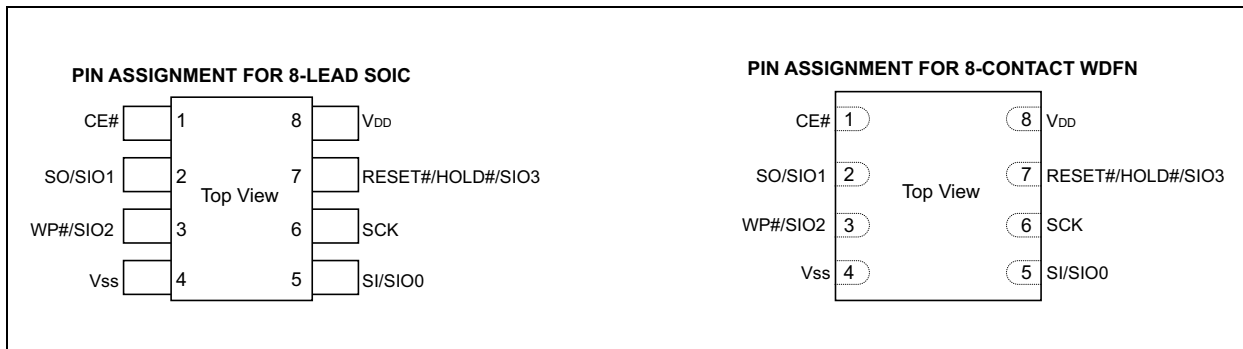 PIN ASSIGNMENT FOR 8-LEAD SOIC
CE# 1 8 VDD
SO/SIO1 2 7 RESET#/HOLD#/SIO3
Top View
WP#/SIO2 3 6 SCK
Vss 4 5 SI/SIO0
PIN ASSIGNMENT FOR 8-CONTACT WDFN
CE# 1 8 VDD
SO/SIO1 2 7 RESET#/HOLD#/SIO3
Top View
WP#/SIO2 3 6 SCK
Vss 4 5 SI/SIO0